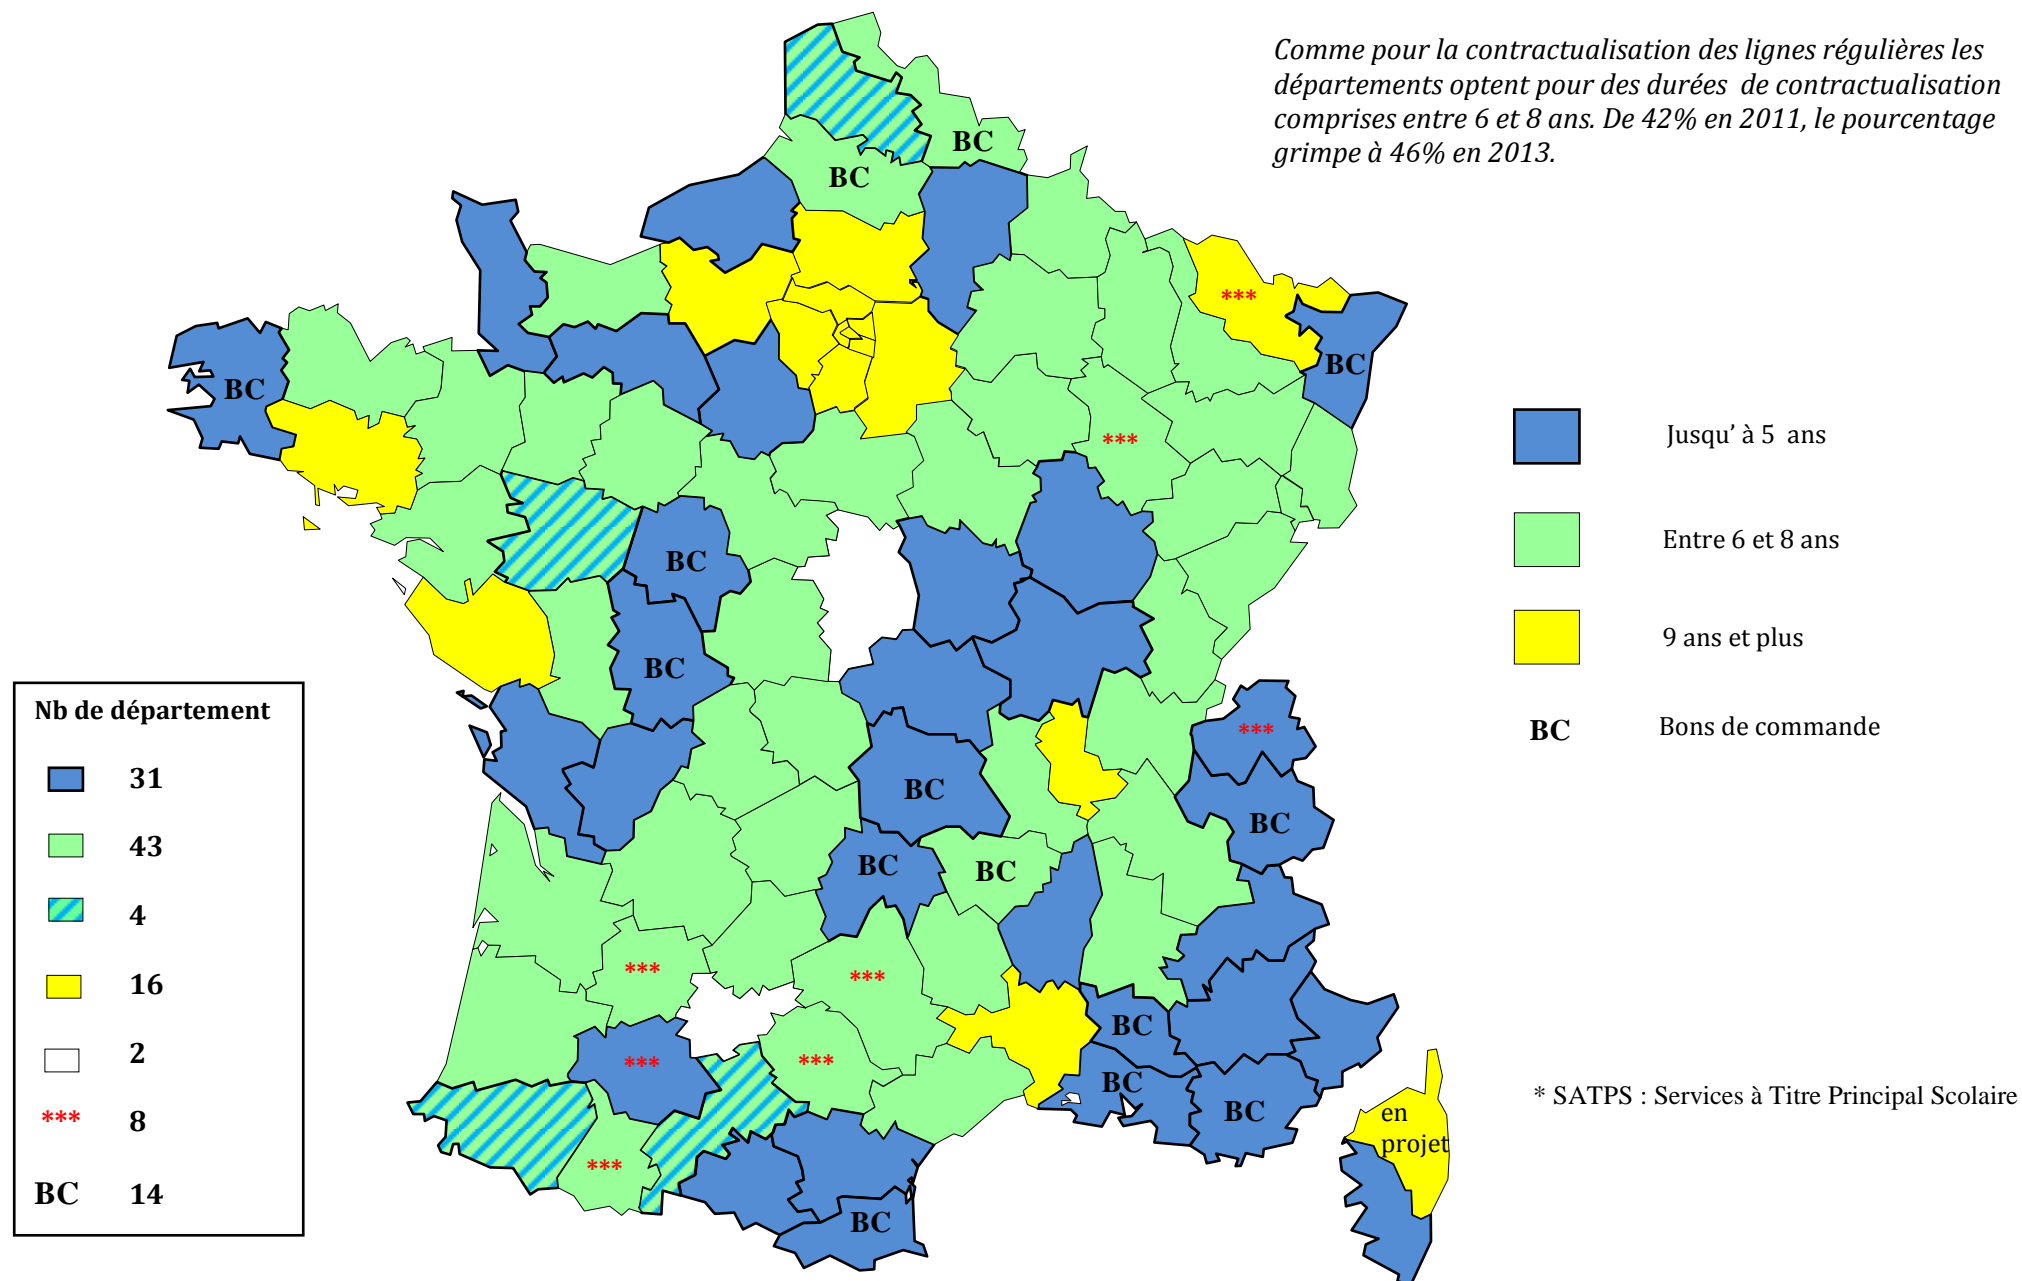 Comme pour la contractualisation des lignes régulières les
départements optent pour des durées  de contractualisation
comprises entre 6 et 8 ans. De 42% en 2011, le pourcentage
grimpe à 46% en 2013.
BC
BC
***
BC
BC
***
BC
BC
***
BC
BC
BC
BC
***
***
BC
***
***
BC
BC
***
BC
en
projet
Jusqu' à 5  ans
Entre 6 et 8 ans
9 ans et plus
BC Bons de commande
* SATPS : Services à Titre Principal Scolaire
Nb de département
31
43
4
16
2
*** 8
BC 14